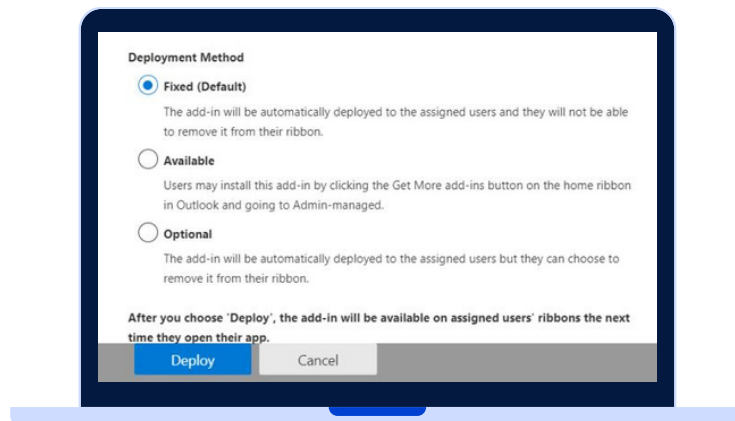 Deployment Method
Fixed (Default)
The add-in will be automatically deployed to the assigned users and they will not be able
to remove it from their ribbon.
Available
Users may install this add-in by clicking the Get More add-ins button on the home ribbon
in Outlook and going to Admin-managed.
Optional
The add-in will be automatically deployed to the assigned users but they can choose to
remove it from their ribbon.
After you choose 'Deploy', the add-in will be available on assigned users' ribbons the next
time they open their app.
Deploy Cancel